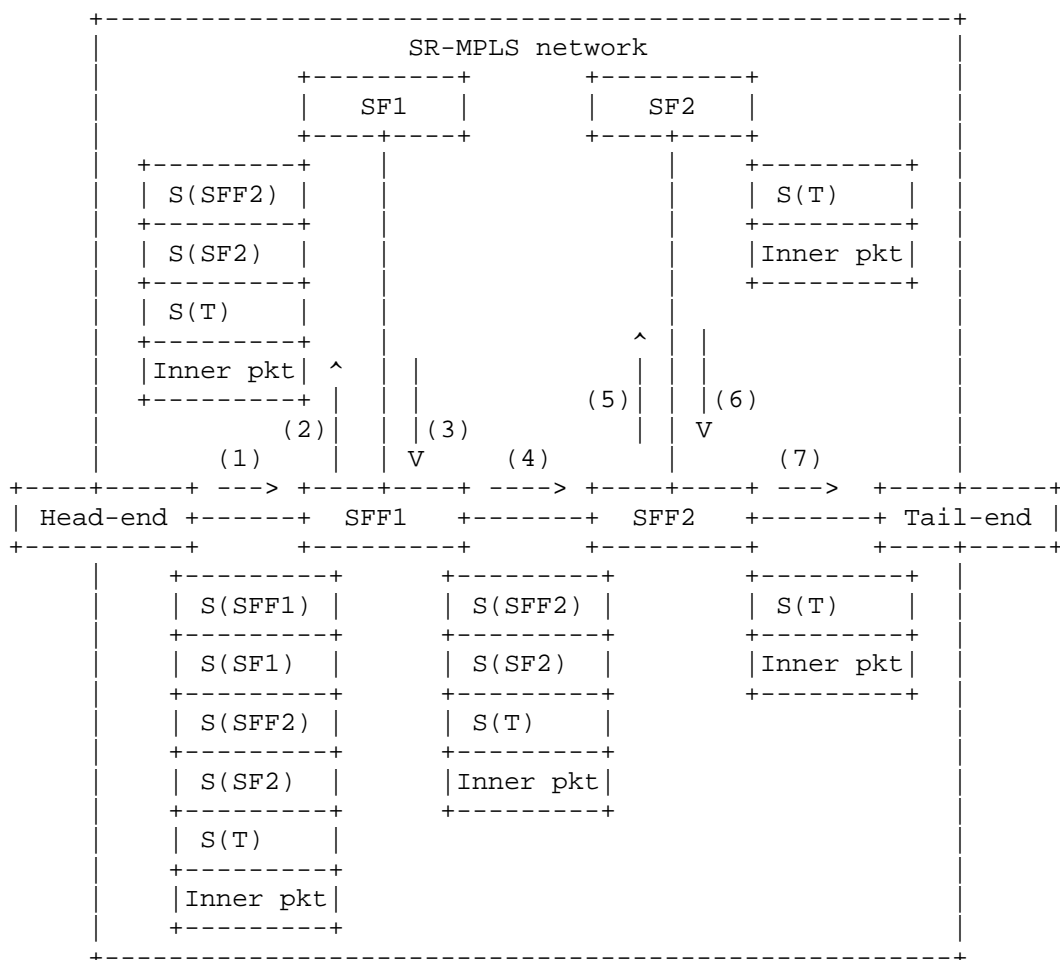 SR-MPLS network
SF1 SF2
S(SFF2) S(T)
S(SF2) Inner pkt
S(T)
Inner pkt ^ ^
(5) (6)
(2) (3) V
(1) V (4) (7)
---> ----> --->
Head-end SFF1 SFF2 Tail-end
S(SFF1) S(SFF2) S(T)
S(SF1) S(SF2) Inner pkt
S(SFF2) S(T)
S(SF2) Inner pkt
S(T)
Inner pkt